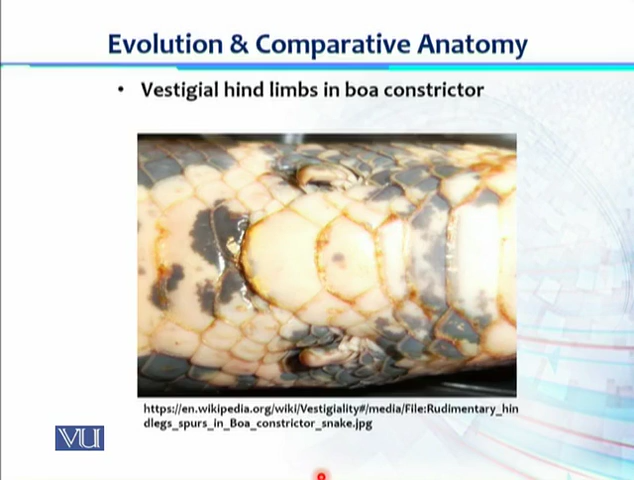 Evolution & Comparative Anatomy
• Vestigial hind limbs in boa constrictor
https://en.wikipedia.org/wiki/Vestigiality#/media/File:Rudimentary_hin
dlegs_spurs_in_Boa_constrictor_snake.jpg
VU